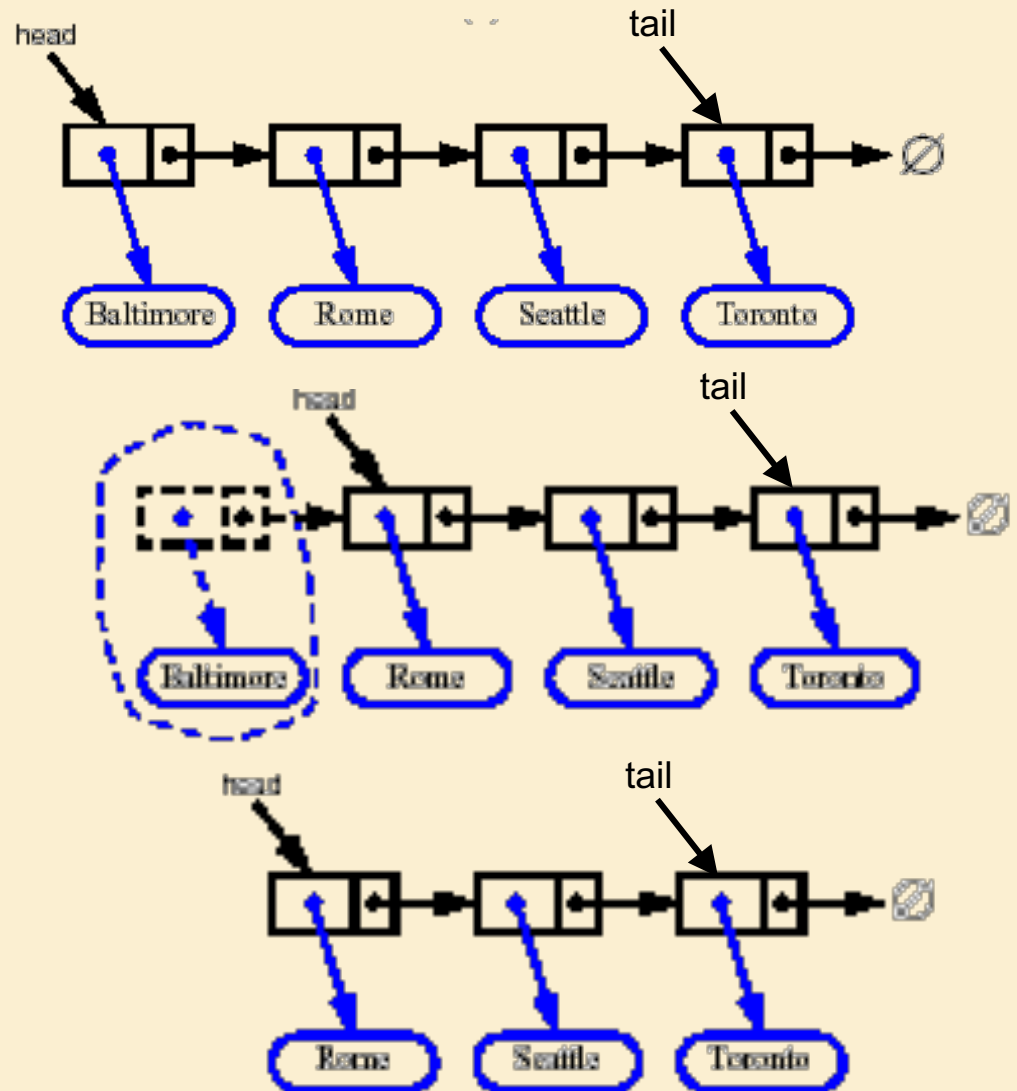 head
tail
∅
Baltimore Rome Seattle Toronto
head
tail
Baltimore Rome Seattle Toronto
head
tail
Rome Seattle Toronto